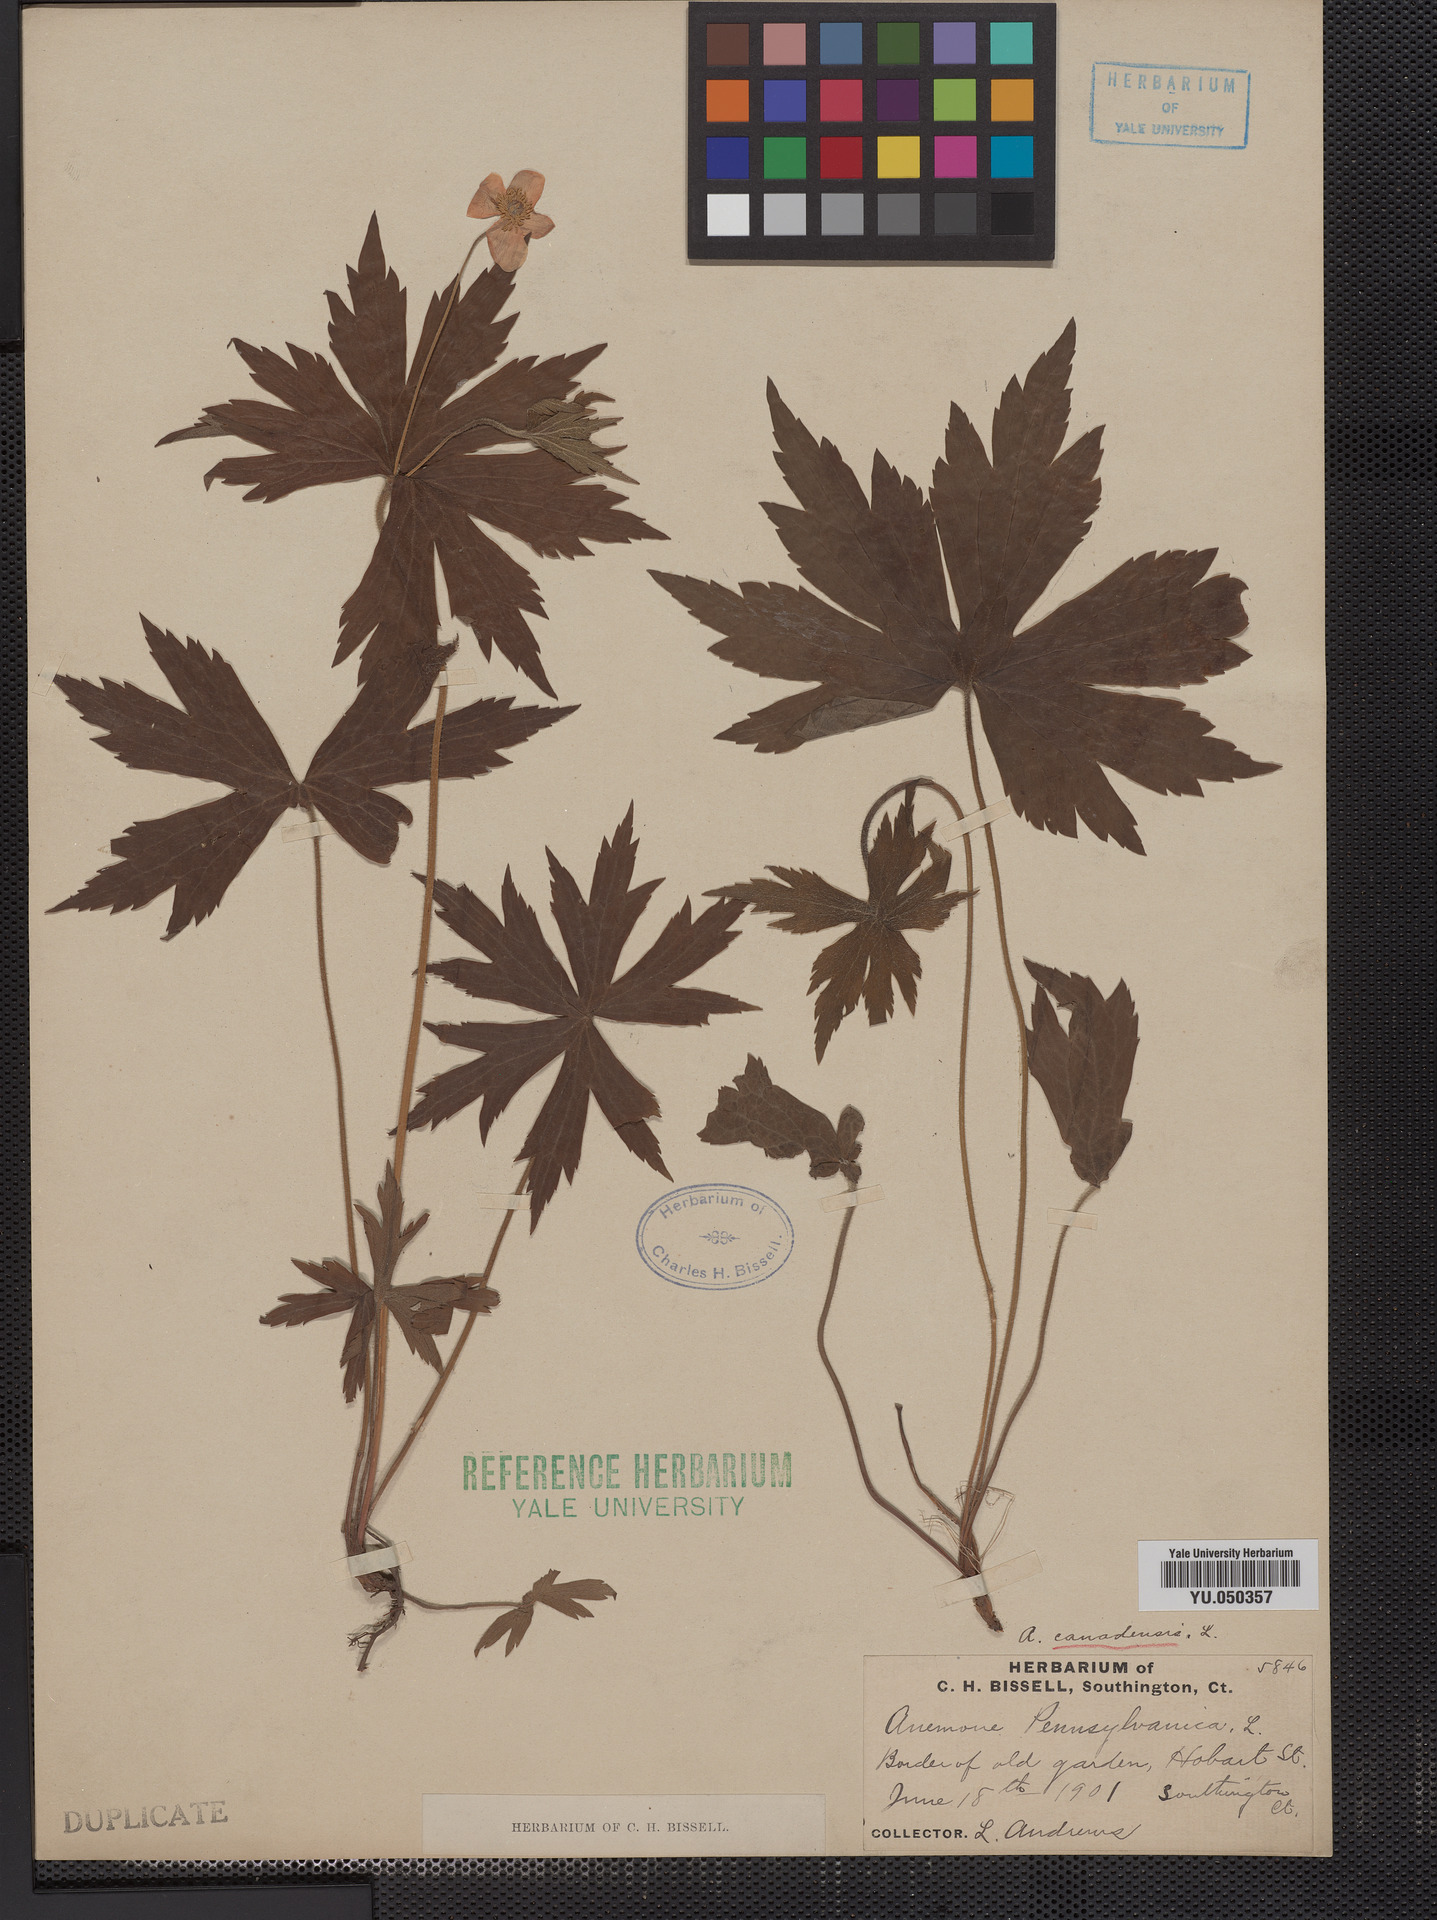 HERBARIUM
OF
YALE UNIVERSITY
Herbarium of
Charles H. Bissell.
REFERENCE HERBARIUM
YALE UNIVERSITY
Yale University Herbarium
YU.050357
A. canadensis, L.
HERBARIUM of 5846
C. H. BISSELL, Southington, Ct.
Anemone Pennsylvanica, L.
Border of old garden, Hobart St.
June 18th 1901 Southington
Ct.
COLLECTOR. L. Andrews
HERBARIUM OF C. H. BISSELL.
DUPLICATE